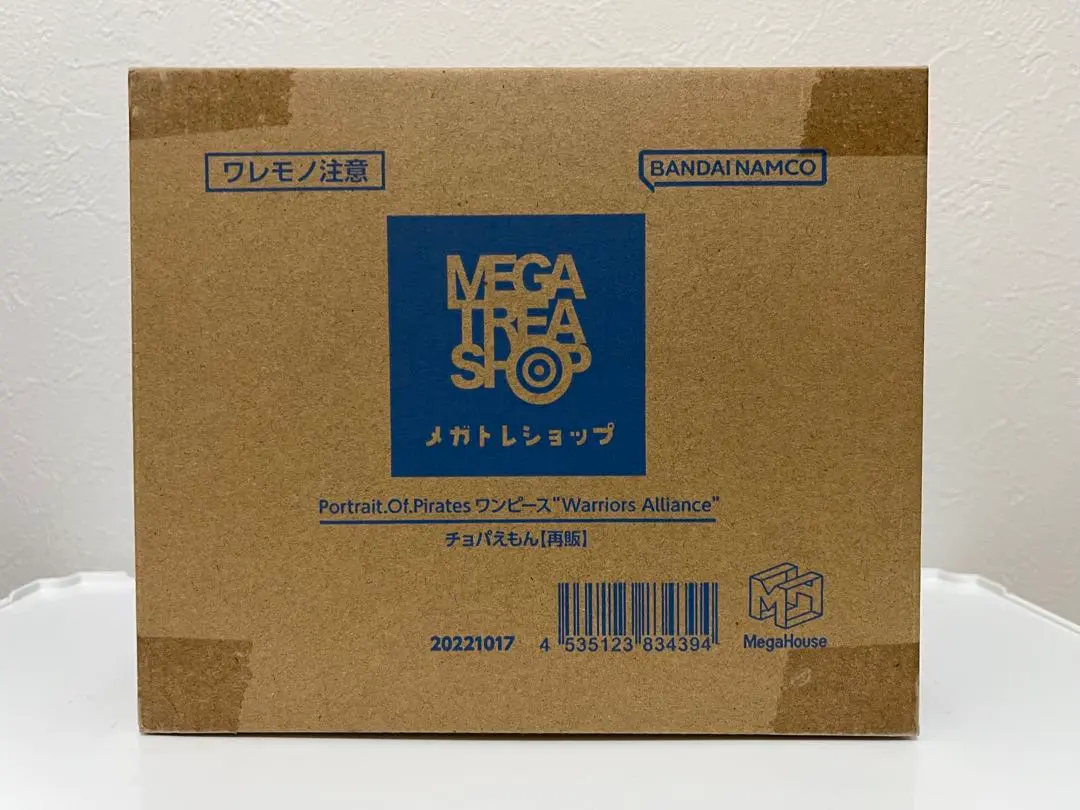 ワレモノ注意
BANDAI NAMCO
MEGA
TREA
SHOP
メガトレショップ
Portrait.Of.Pirates ワンピース"Warriors Alliance"
チョパえもん【再販】
20221017
4 535123 834394
MegaHouse